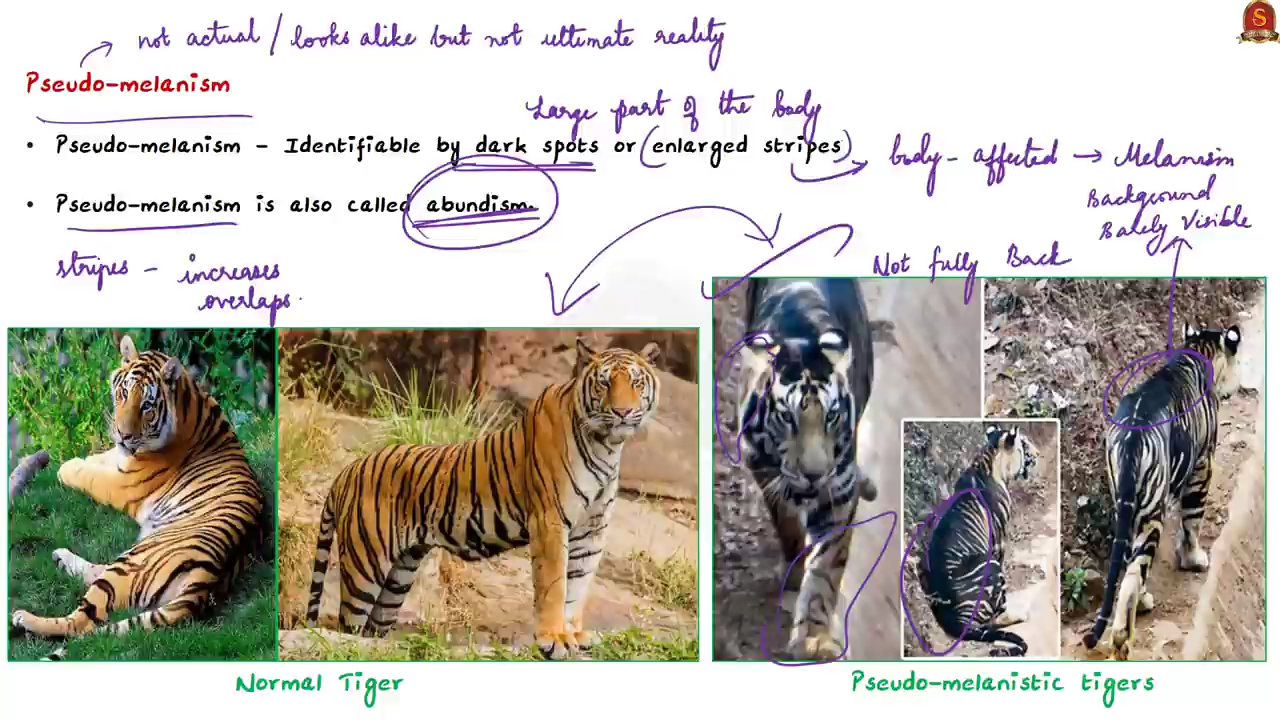 not actual / looks alike but not ultimate reality
Pseudo-melanism
Large part of the body
• Pseudo-melanism - Identifiable by dark spots or (enlarged stripes) body - affected → Melanism
Background
Barely Visible
• Pseudo-melanism is also called abundism.
stripes - increases
overlaps.
Not fully Back
Normal Tiger
Pseudo-melanistic tigers